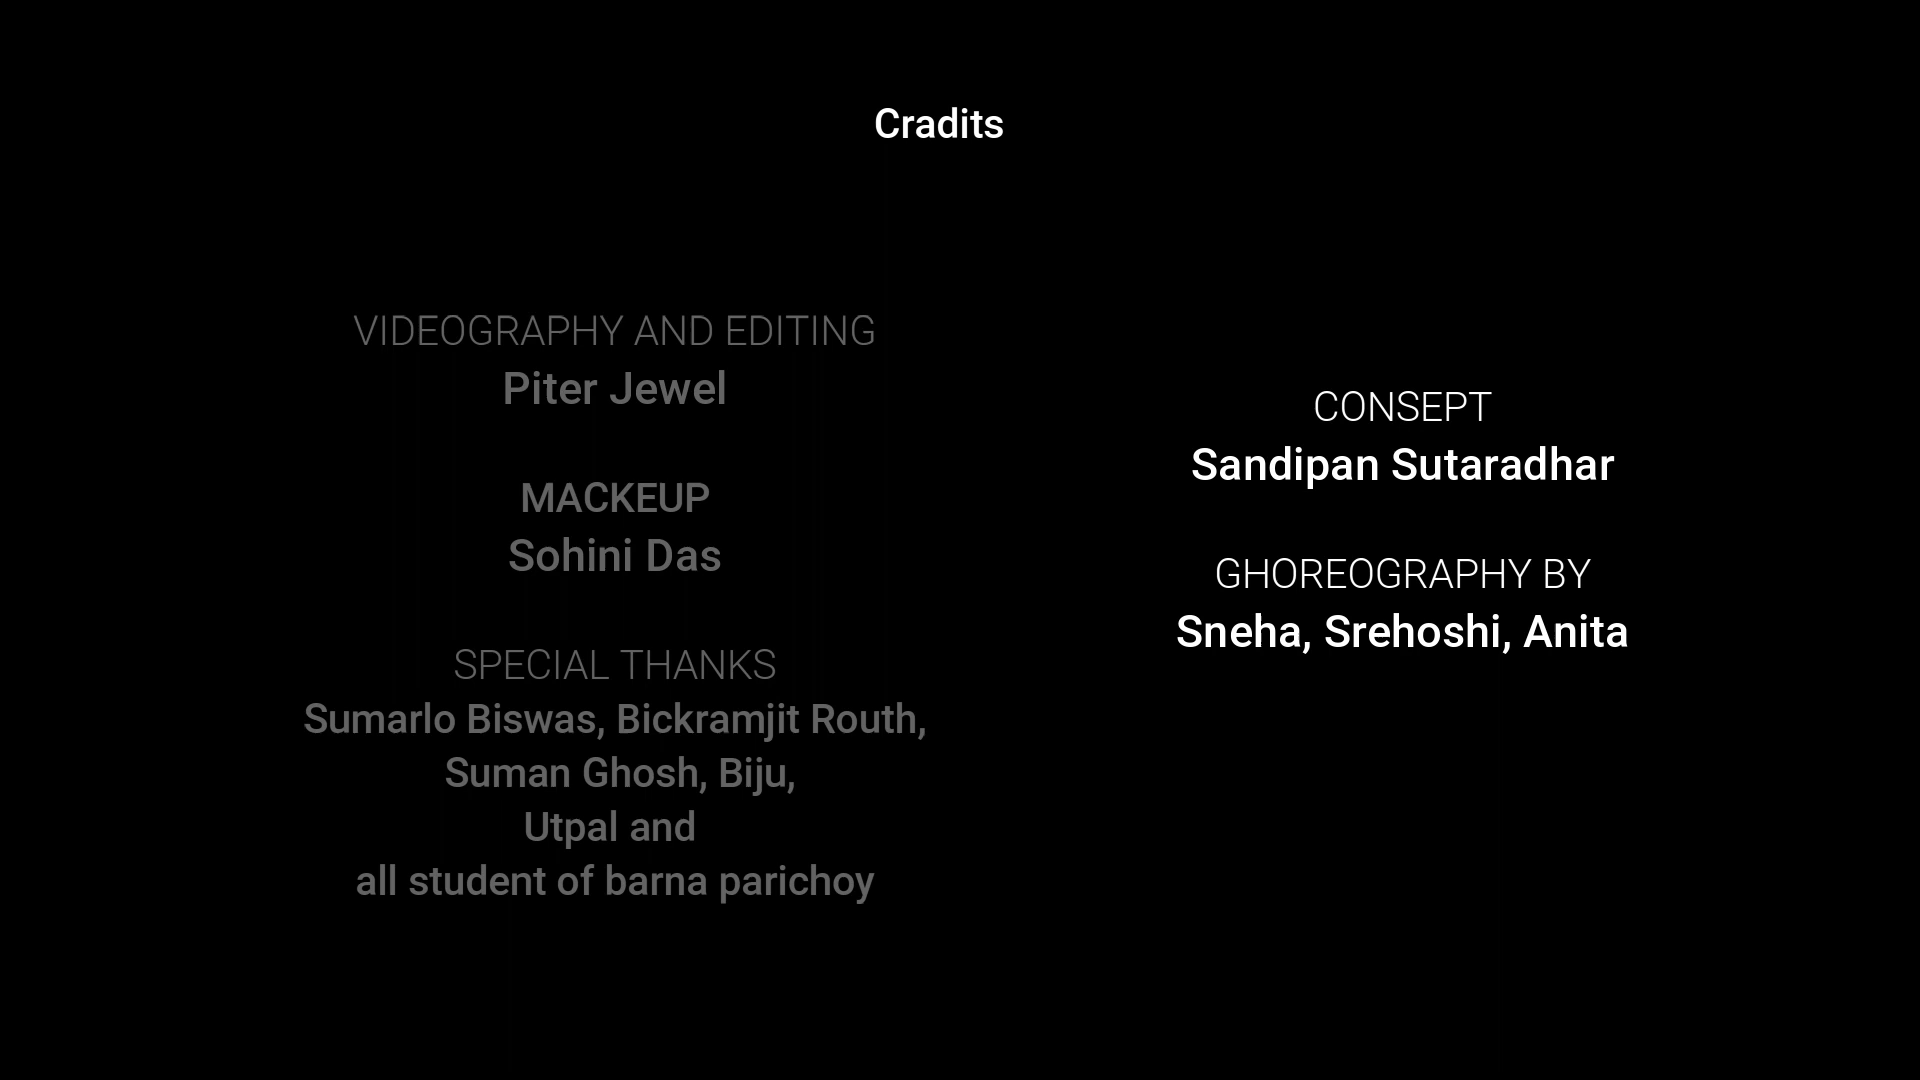 Cradits
VIDEOGRAPHY AND EDITING
Piter Jewel
MACKEUP
Sohini Das
SPECIAL THANKS
Sumarlo Biswas, Bickramjit Routh,
Suman Ghosh, Biju,
Utpal and
all student of barna parichoy
CONSEPT
Sandipan Sutaradhar
GHOREOGRAPHY BY
Sneha, Srehoshi, Anita